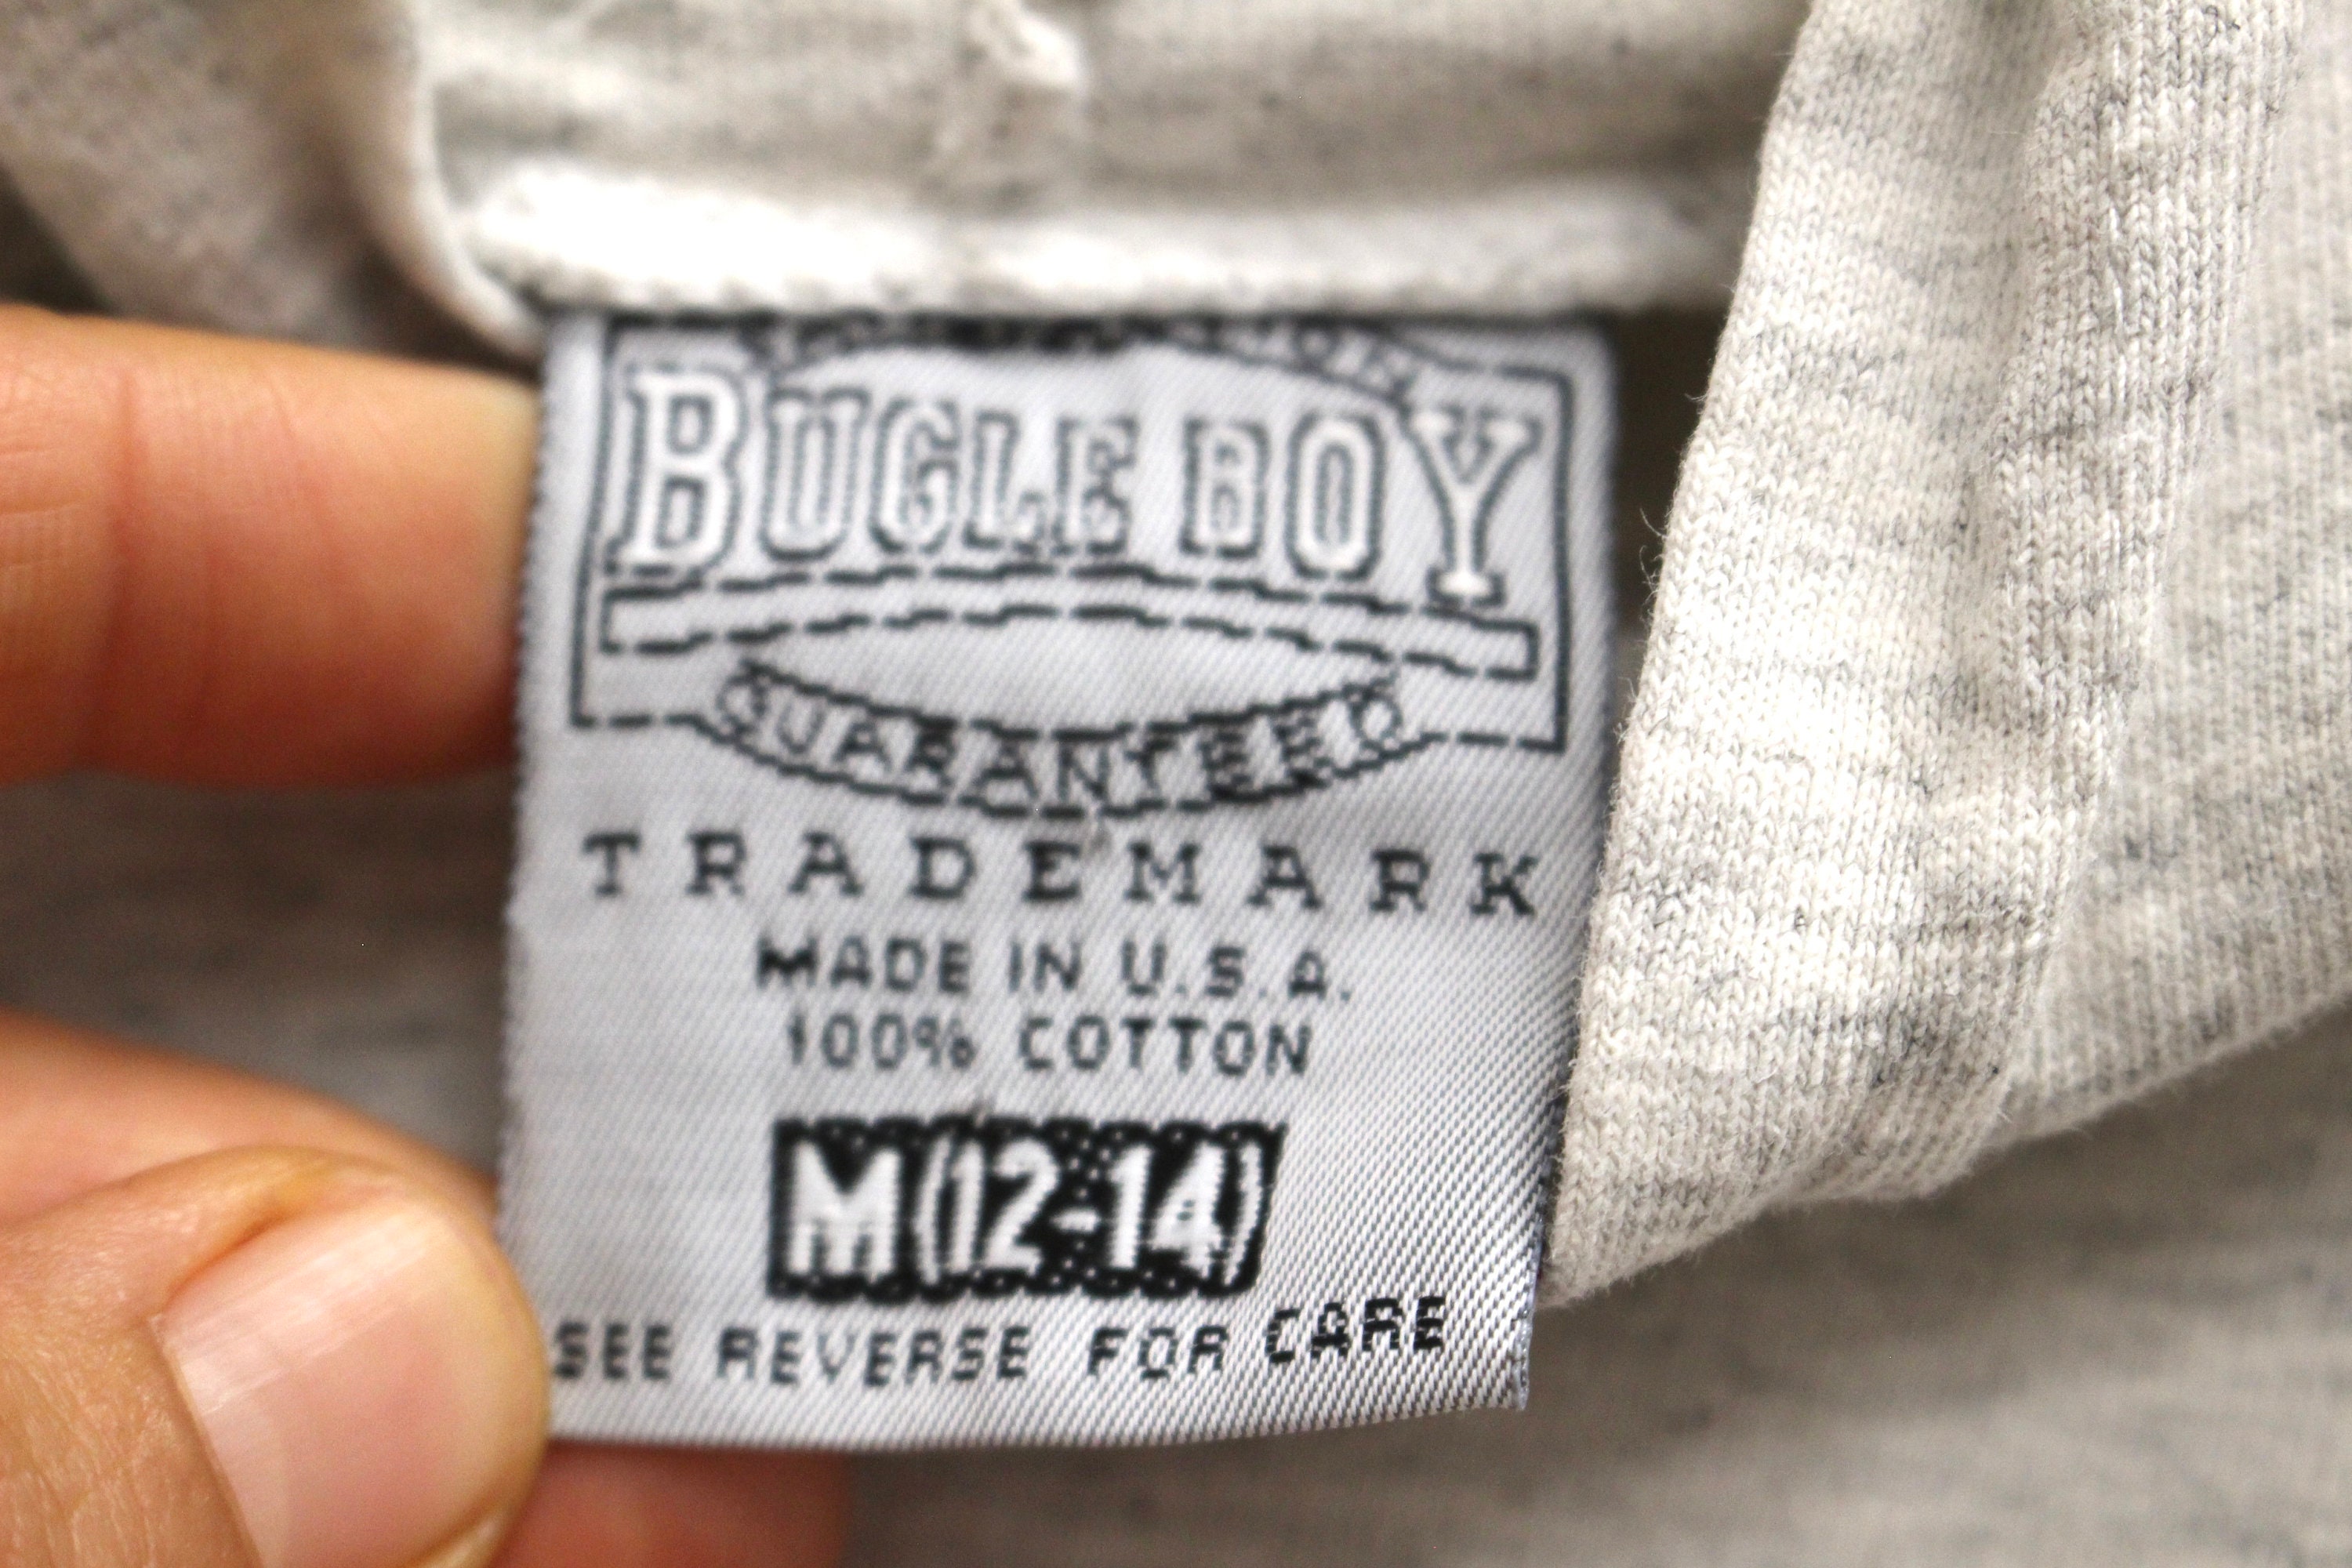 BUGLE BOY
GUARANTEED
TRADEMARK
MADE IN U.S.A.
100% COTTON
M(12-14)
SEE REVERSE FOR CARE